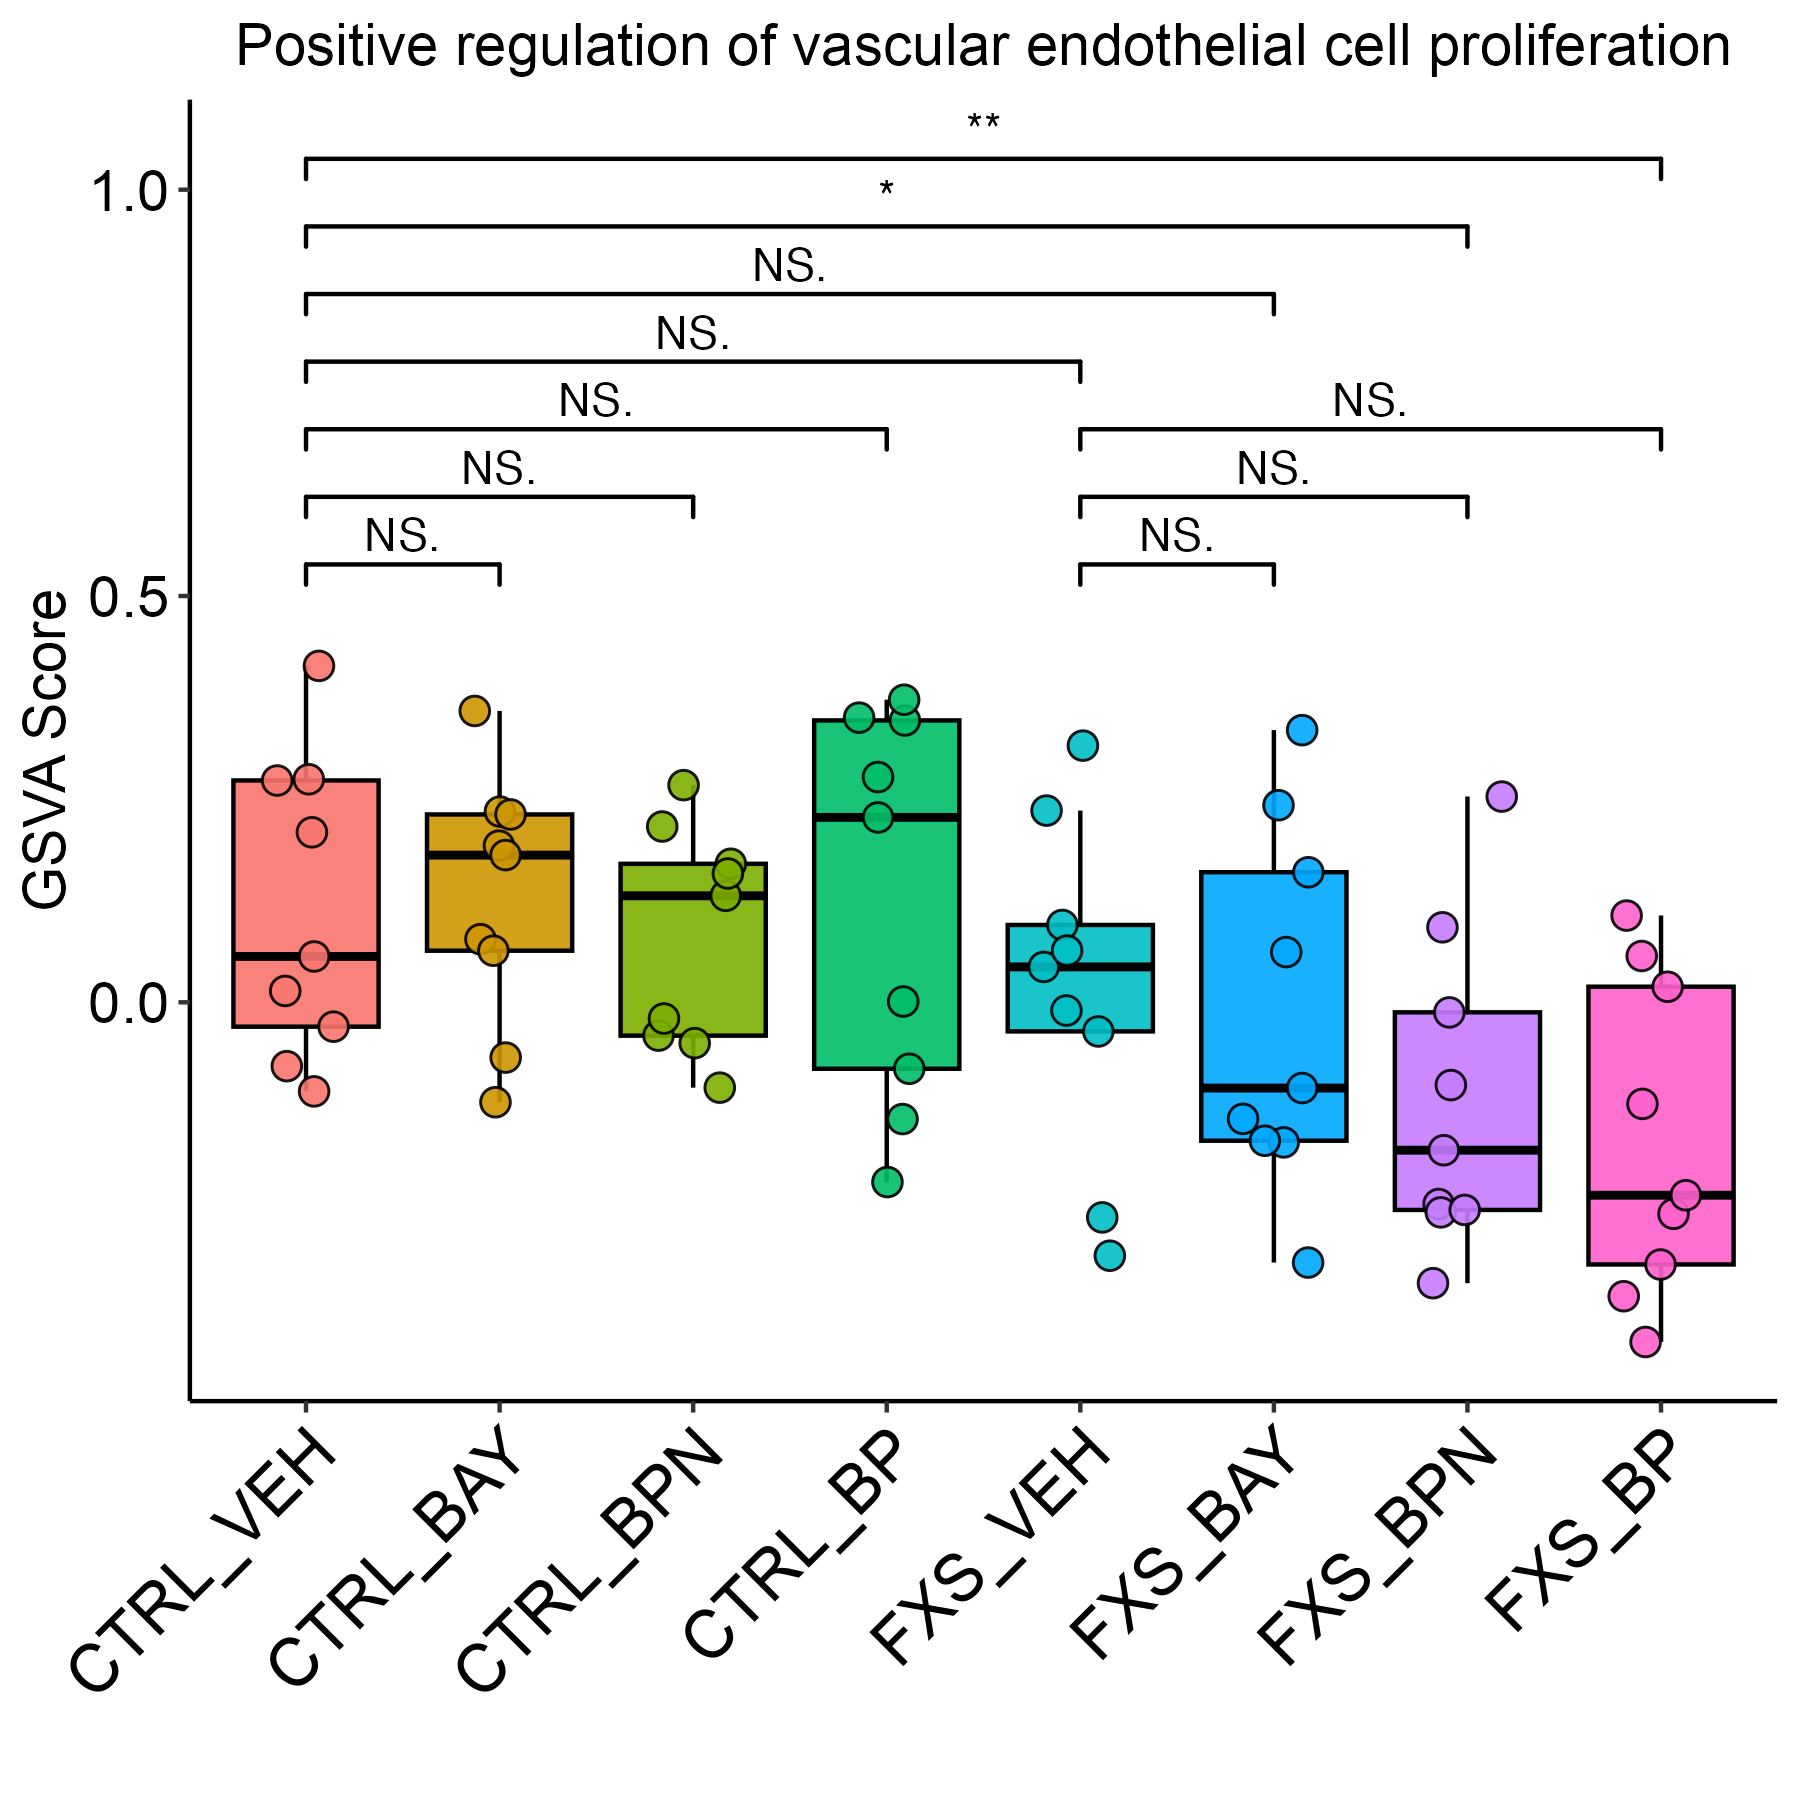 Positive regulation of vascular endothelial cell proliferation
**
1.0
*
NS.
NS.
NS. NS.
NS. NS.
NS. NS.
0.5
GSVA Score
0.0
CTRL_VEH
CTRL_BAY
CTRL_BPN
CTRL_BP
FXS_VEH
FXS_BAY
FXS_BPN
FXS_BP